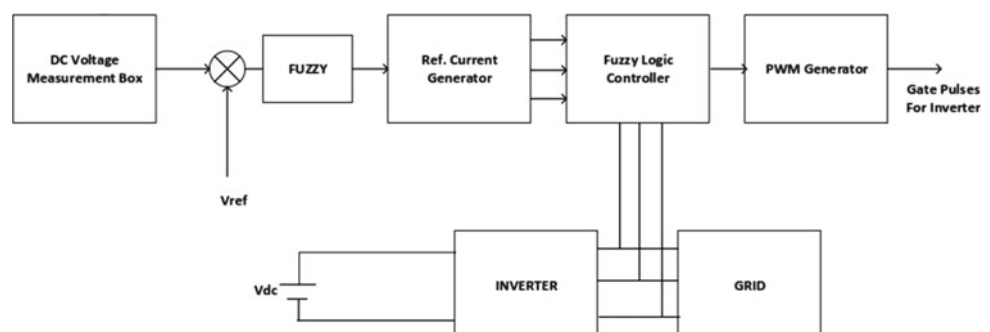 DC Voltage
Measurement Box
FUZZY
Ref. Current
Generator
Fuzzy Logic
Controller
PWM Generator
Gate Pulses
For Inverter
Vref
Vdc
INVERTER
GRID